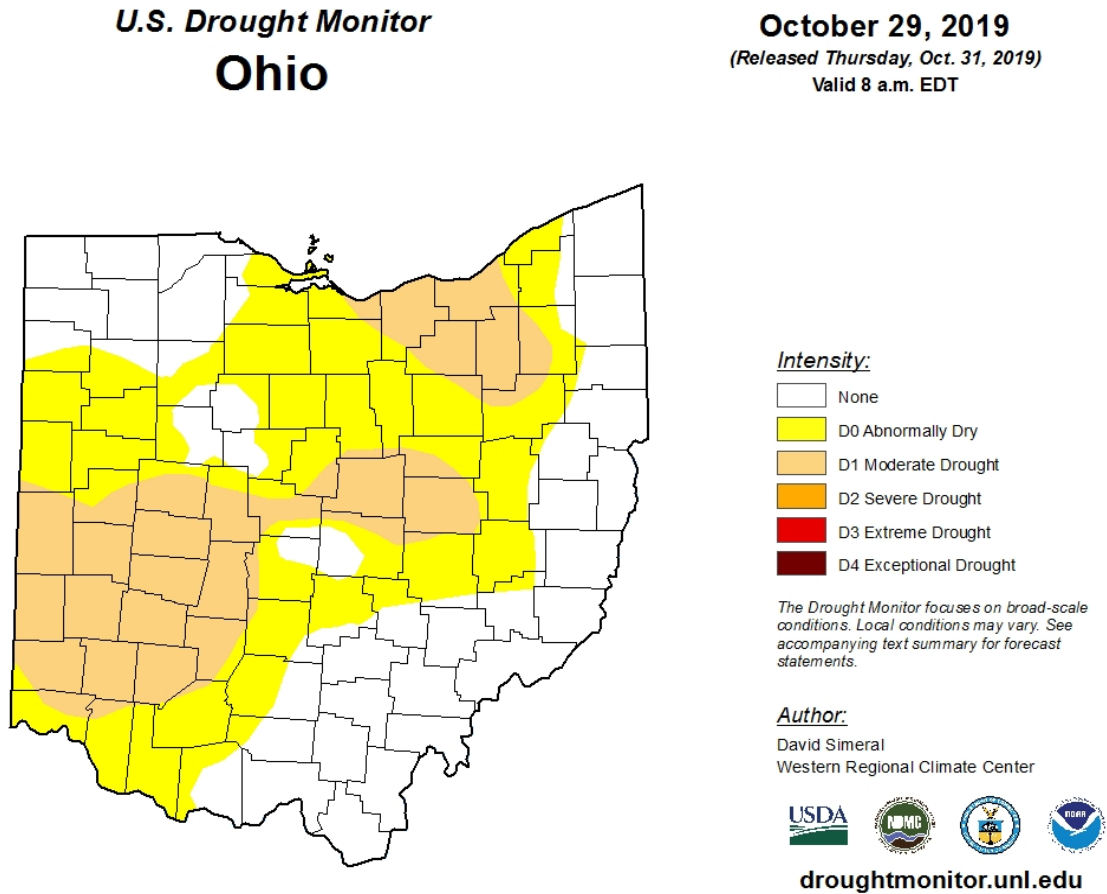 U.S. Drought Monitor
Ohio
October 29, 2019
(Released Thursday, Oct. 31, 2019)
Valid 8 a.m. EDT
Intensity:
None
D0 Abnormally Dry
D1 Moderate Drought
D2 Severe Drought
D3 Extreme Drought
D4 Exceptional Drought
The Drought Monitor focuses on broad-scale
conditions. Local conditions may vary. See
accompanying text summary for forecast
statements.
Author:
David Simeral
Western Regional Climate Center
USDA
NDMC
NOAA
droughtmonitor.unl.edu